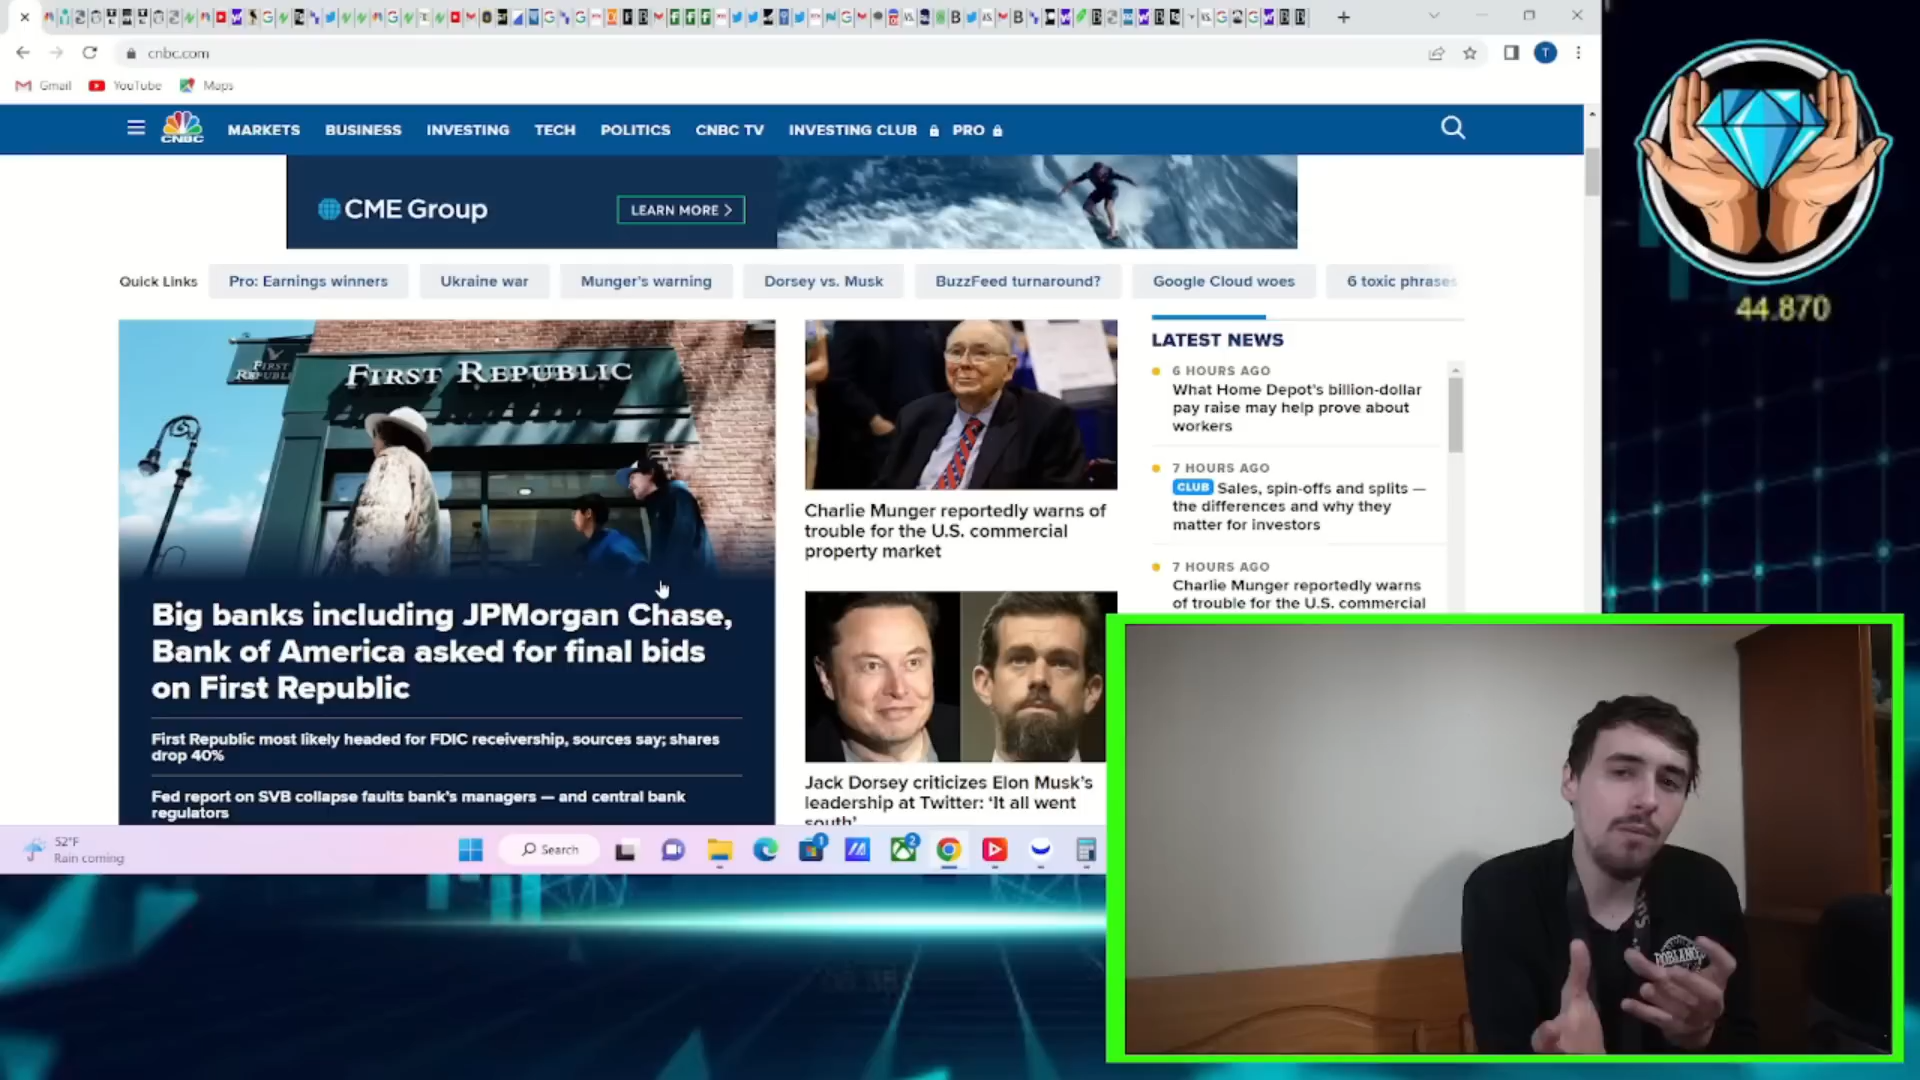 cnbc.com
T
Gmail
YouTube
Maps
CNBC
MARKETS
BUSINESS
INVESTING
TECH
POLITICS
CNBC TV
INVESTING CLUB
PRO
CME Group
LEARN MORE >
44.870
Quick Links
Pro: Earnings winners
Ukraine war
Munger's warning
Dorsey vs. Musk
BuzzFeed turnaround?
Google Cloud woes
6 toxic phrases
FIRST REPUBLIC
FIRST REPUBLIC
Big banks including JPMorgan Chase,
Bank of America asked for final bids
on First Republic
First Republic most likely headed for FDIC receivership, sources say; shares
drop 40%
Fed report on SVB collapse faults bank's managers — and central bank
regulators
Charlie Munger reportedly warns of
trouble for the U.S. commercial
property market
Jack Dorsey criticizes Elon Musk's
leadership at Twitter: 'It all went
south'
LATEST NEWS
6 HOURS AGO
What Home Depot's billion-dollar
pay raise may help prove about
workers
7 HOURS AGO
CLUB Sales, spin-offs and splits —
the differences and why they
matter for investors
7 HOURS AGO
Charlie Munger reportedly warns
of trouble for the U.S. commercial
52°F
Rain coming
Search
1
2